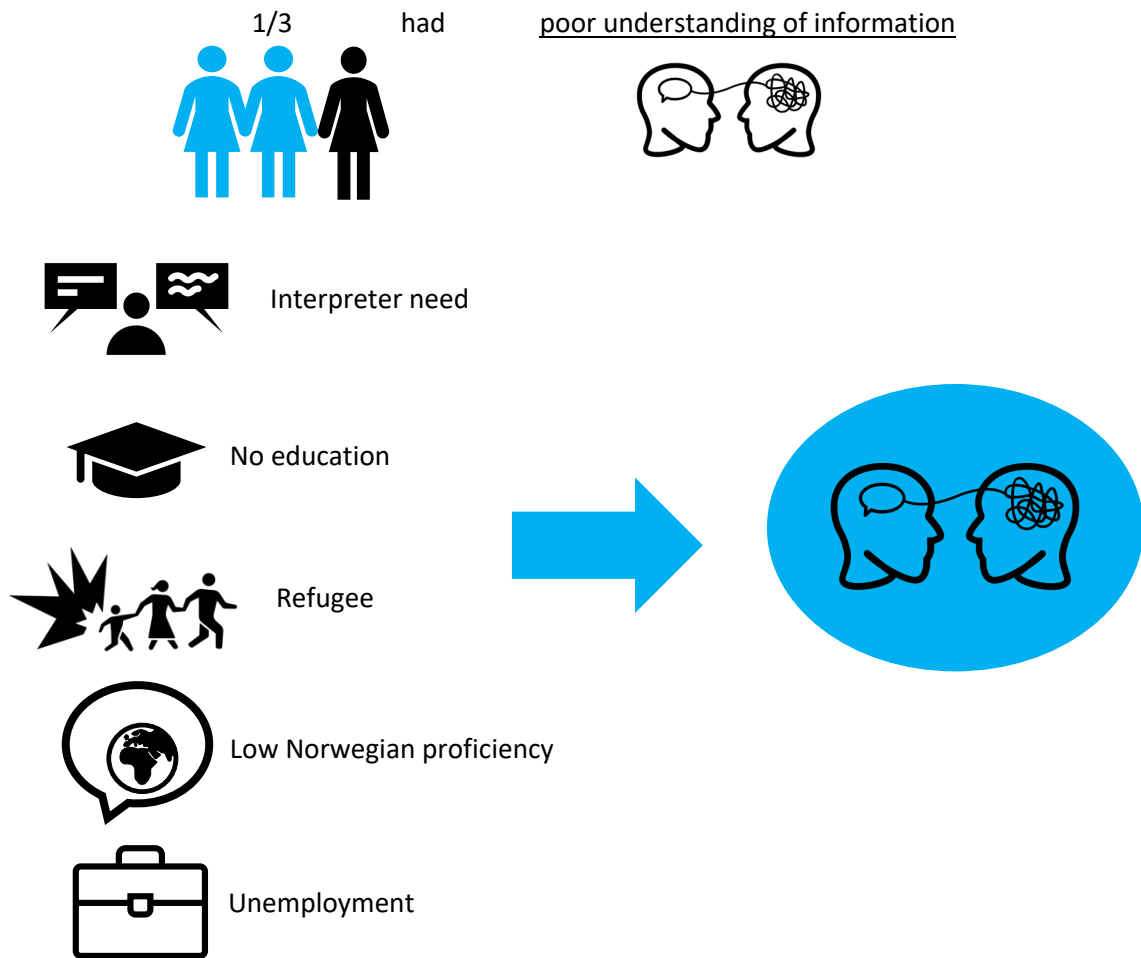 1/3 had poor understanding of information
Interpreter need
No education
Refugee
Low Norwegian proficiency
Unemployment